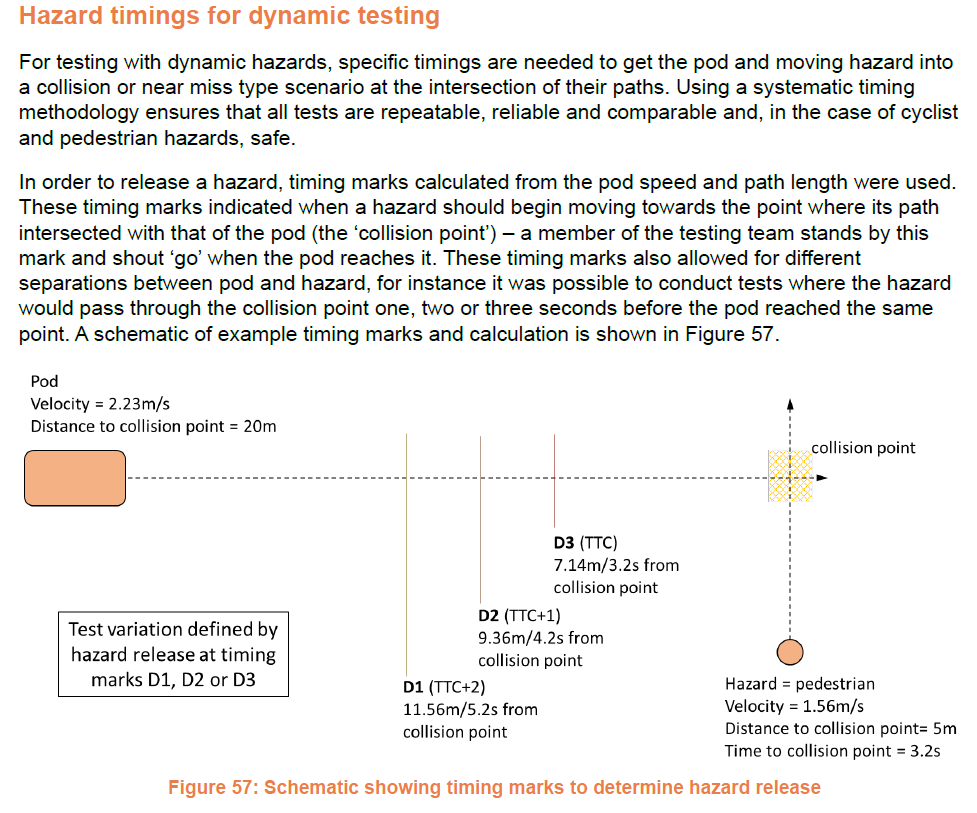 Hazard timings for dynamic testing
For testing with dynamic hazards, specific timings are needed to get the pod and moving hazard into
a collision or near miss type scenario at the intersection of their paths. Using a systematic timing
methodology ensures that all tests are repeatable, reliable and comparable and, in the case of cyclist
and pedestrian hazards, safe.
In order to release a hazard, timing marks calculated from the pod speed and path length were used.
These timing marks indicated when a hazard should begin moving towards the point where its path
intersected with that of the pod (the ‘collision point’) – a member of the testing team stands by this
mark and shout ‘go’ when the pod reaches it. These timing marks also allowed for different
separations between pod and hazard, for instance it was possible to conduct tests where the hazard
would pass through the collision point one, two or three seconds before the pod reached the same
point. A schematic of example timing marks and calculation is shown in Figure 57.
Pod
Velocity = 2.23m/s
Distance to collision point = 20m
collision point
D3 (TTC)
7.14m/3.2s from
collision point
D2 (TTC+1)
9.36m/4.2s from
collision point
D1 (TTC+2)
11.56m/5.2s from
collision point
Test variation defined by
hazard release at timing
marks D1, D2 or D3
Hazard = pedestrian
Velocity = 1.56m/s
Distance to collision point= 5m
Time to collision point = 3.2s
Figure 57: Schematic showing timing marks to determine hazard release